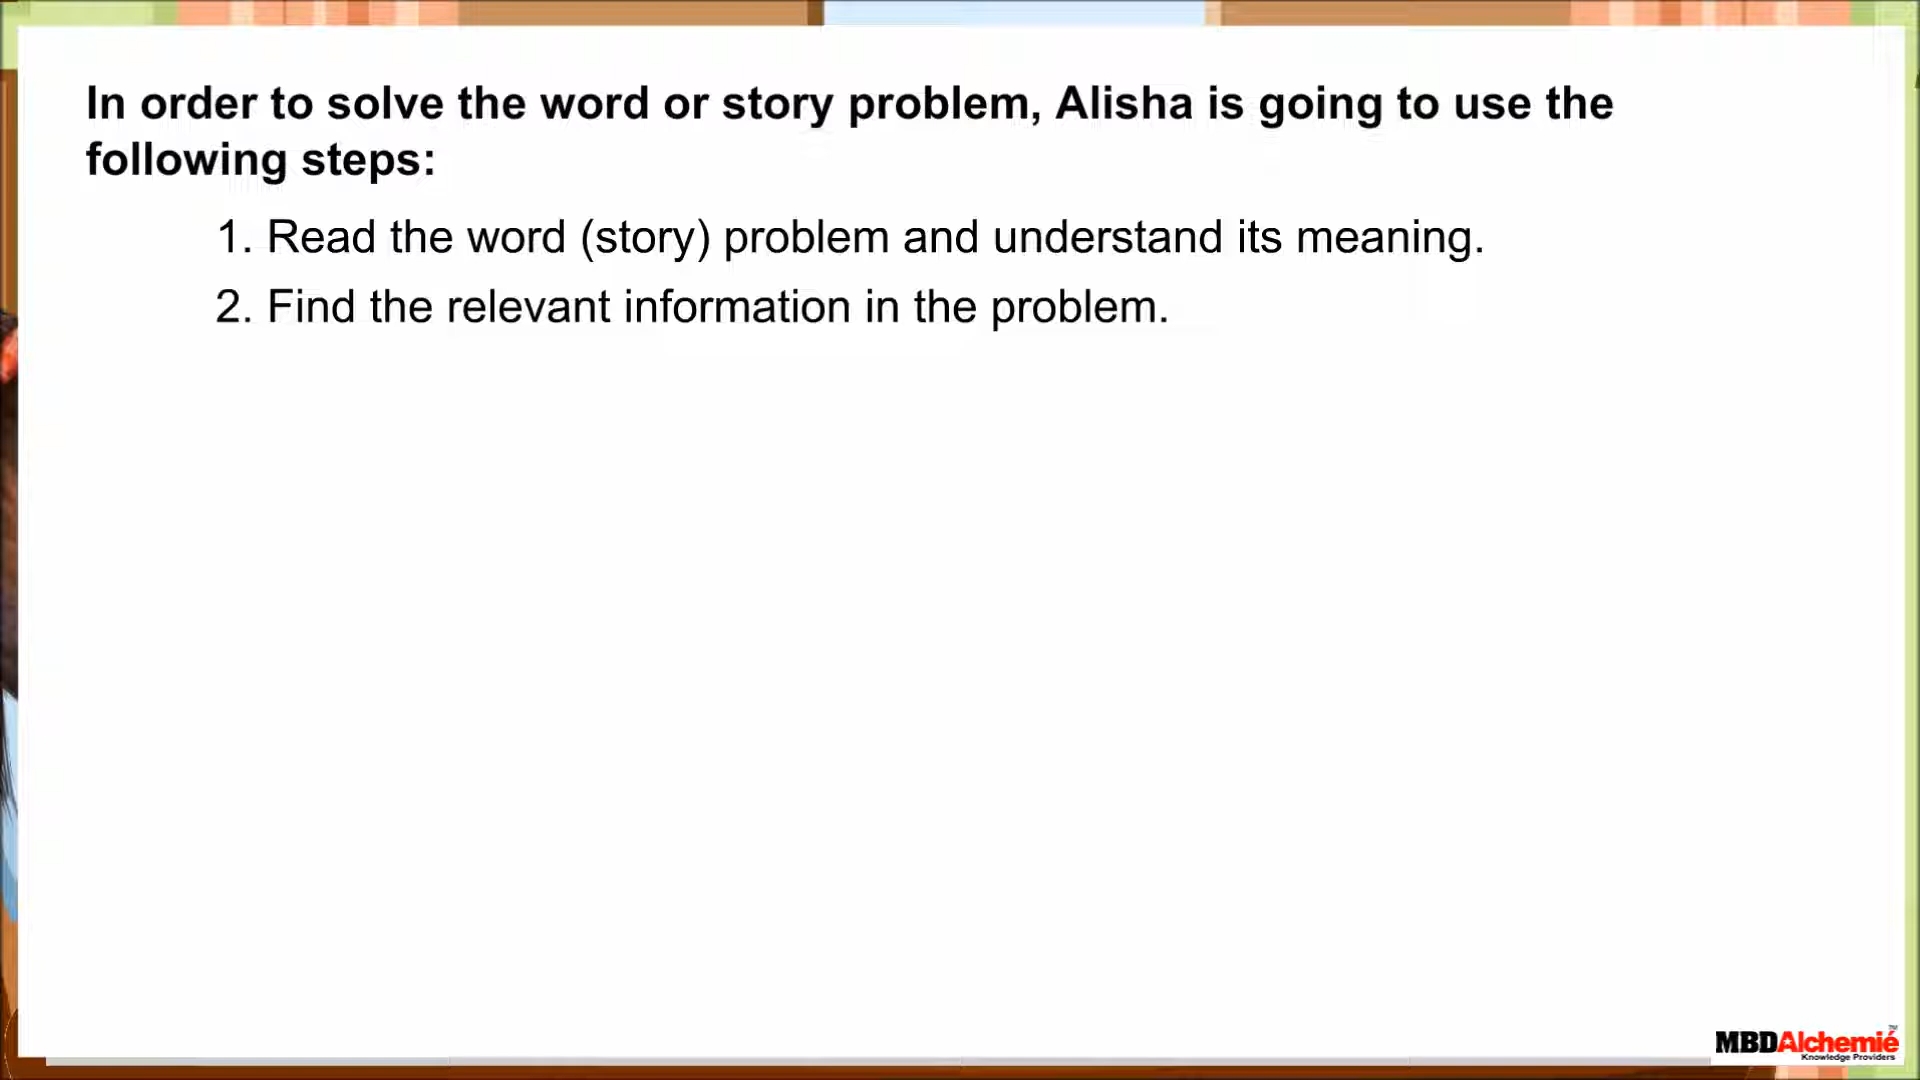 In order to solve the word or story problem, Alisha is going to use the
following steps:
1. Read the word (story) problem and understand its meaning.
2. Find the relevant information in the problem.
MBDAlchemié™
Knowledge Providers